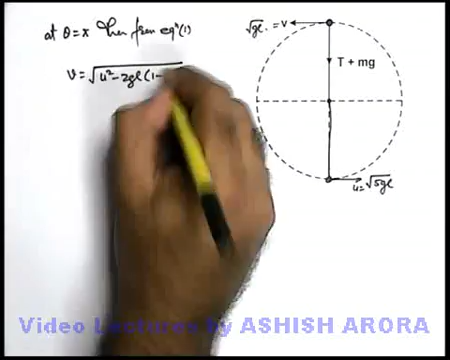 at θ = x then from eqⁿ (1)
v = √u² - 2gl (1-
√gl. = v
T + mg
u = √5gl
Video Lectures by ASHISH ARORA